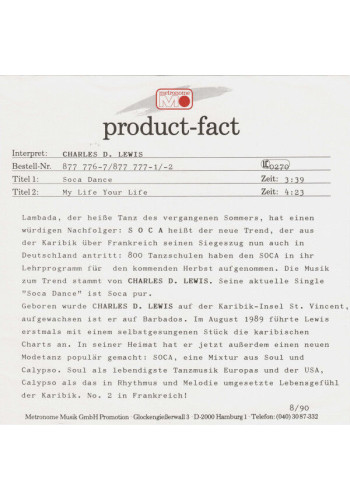 metronome
MO
product-fact
Interpret: CHARLES D. LEWIS
Bestell-Nr. 877 776-7/877 777-1/-2 0270
Titel 1: Soca Dance Zeit: 3:39
Titel 2: My Life Your Life Zeit: 4:23
Lambada, der heiße Tanz des vergangenen Sommers, hat einen
würdigen Nachfolger: S O C A heißt der neue Trend, der aus
der Karibik über Frankreich seinen Siegeszug nun auch in
Deutschland antritt: 800 Tanzschulen haben den SOCA in ihr
Lehrprogramm für den kommenden Herbst aufgenommen. Die Musik
zum Trend stammt von CHARLES D. LEWIS. Seine aktuelle Single
"Soca Dance" ist Soca pur.
Geboren wurde CHARLES D. LEWIS auf der Karibik-Insel St. Vincent,
aufgewachsen ist er auf Barbados. Im August 1989 führte Lewis
erstmals mit einem selbstgesungenen Stück die karibischen
Charts an. In seiner Heimat hat er jetzt außerdem einen neuen
Modetanz populär gemacht: SOCA, eine Mixtur aus Soul und
Calypso. Soul als lebendigste Tanzmusik Europas und der USA,
Calypso als das in Rhythmus und Melodie umgesetzte Lebensgefühl
der Karibik. No. 2 in Frankreich!
8/90
Metronome Musik GmbH Promotion · Glockengießerwall 3 · D-2000 Hamburg 1 · Telefon: (040) 30 87-332